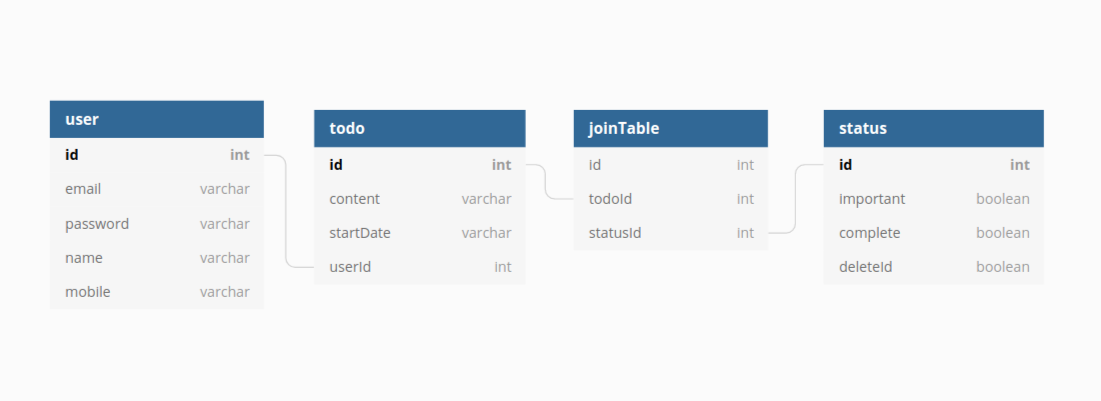 user
id int
email varchar
password varchar
name varchar
mobile varchar
todo
id int
content varchar
startDate varchar
userId int
joinTable
id int
todoId int
statusId int
status
id int
important boolean
complete boolean
deleteId boolean